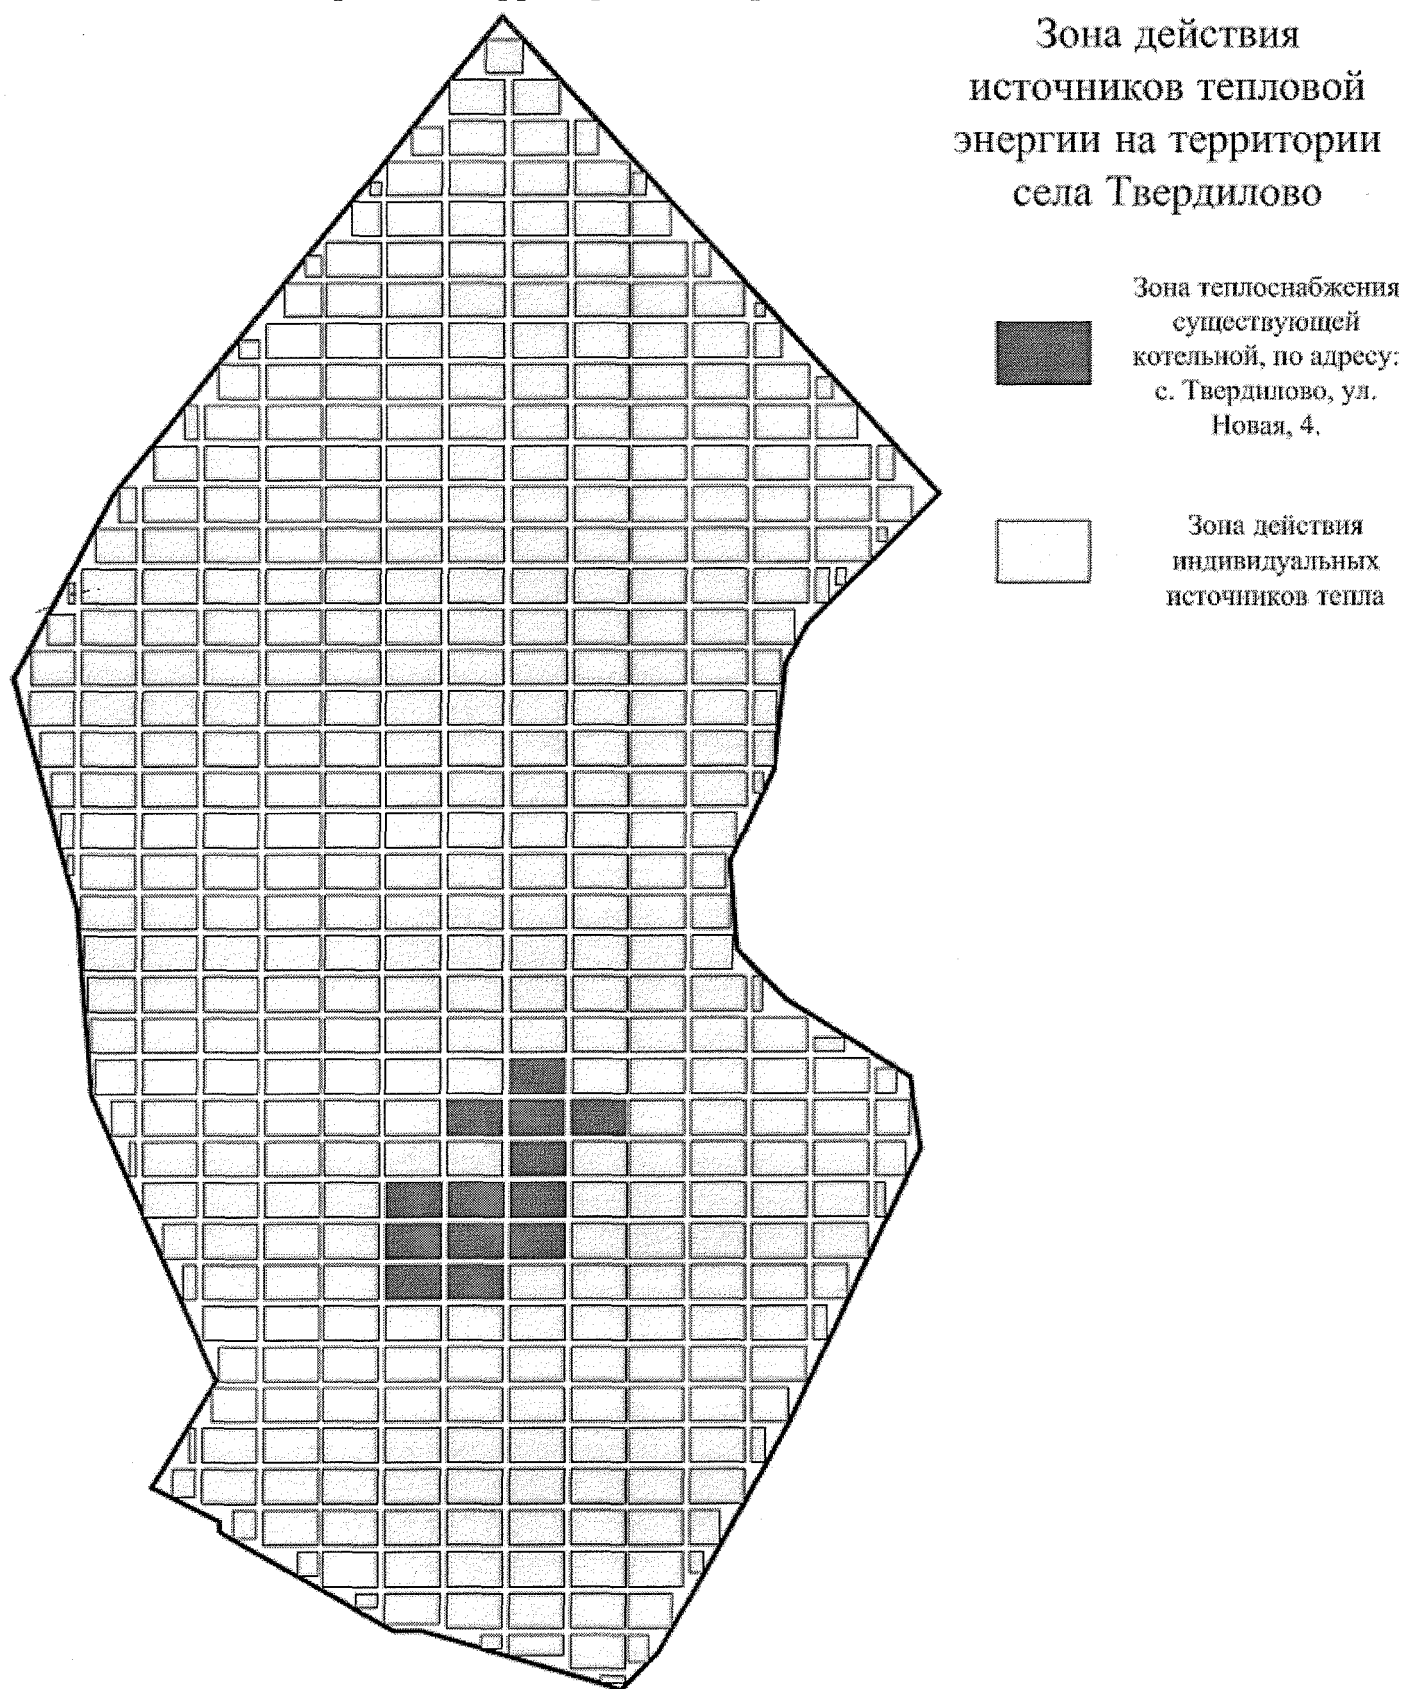 Зона действия
источников тепловой
энергии на территории
села Твердилово
Зона теплоснабжения
существующей
котельной, по адресу:
с. Твердилово, ул.
Новая, 4.
Зона действия
индивидуальных
источников тепла